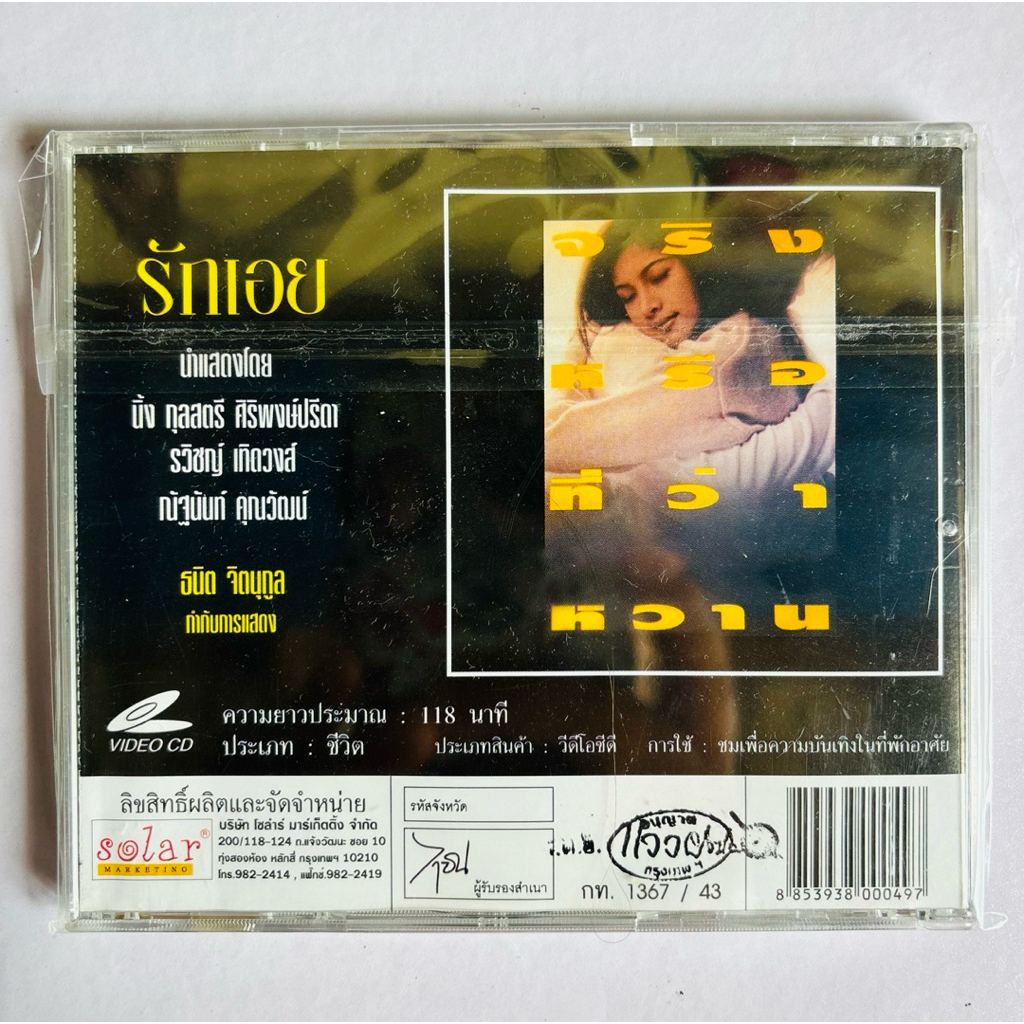 รักเอย
นำแสดงโดย
นิ้ง กุลสตรี ศิริพงษ์ปรีดา
รวิชญ์ เทิดวงส์
ณัฐนันท์ คุณวัฒน์
ธนิต จิตนุกูล
กำกับการแสดง
จริง
หรือ
ที่ว่า
หวาน
VIDEO CD
ความยาวประมาณ : 118 นาที
ประเภท : ชีวิต
ประเภทสินค้า : วีดีโอซีดี
การใช้ : ชมเพื่อความบันเทิงในที่พักอาศัย
ลิขสิทธิ์ผลิตและจัดจำหน่าย
solar®
MARKETING
บริษัท โซล่าร์ มาร์เก็ตติ้ง จำกัด
200/118-124 ถ.แจ้งวัฒนะ ซอย 10
ทุ่งสองห้อง หลักสี่ กรุงเทพฯ 10210
โทร.982-2414 , แฟกซ์.982-2419
รหัสจังหวัด
ผู้รับรองสำเนา
อนุญาต
กรุงเทพฯ
กท. 1367 / 43
8 853938 000497